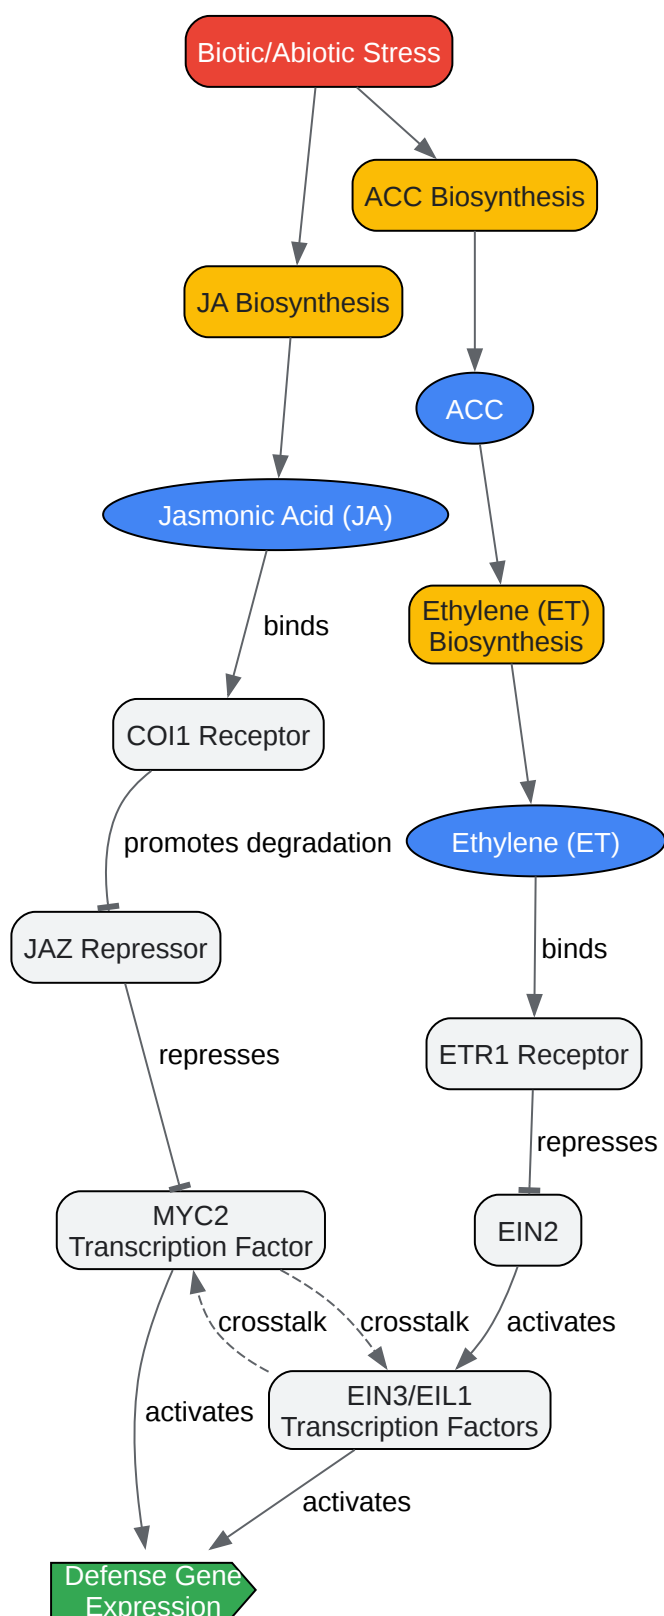 Biotic/Abiotic Stress
ACC Biosynthesis
JA Biosynthesis
ACC
Jasmonic Acid (JA)
Ethylene (ET)
Biosynthesis
binds
COI1 Receptor
promotes degradation
Ethylene (ET)
JAZ Repressor
binds
represses
ETR1 Receptor
represses
MYC2
Transcription Factor
EIN2
crosstalk
crosstalk
activates
EIN3/EIL1
Transcription Factors
activates
activates
Defense Gene
Expression